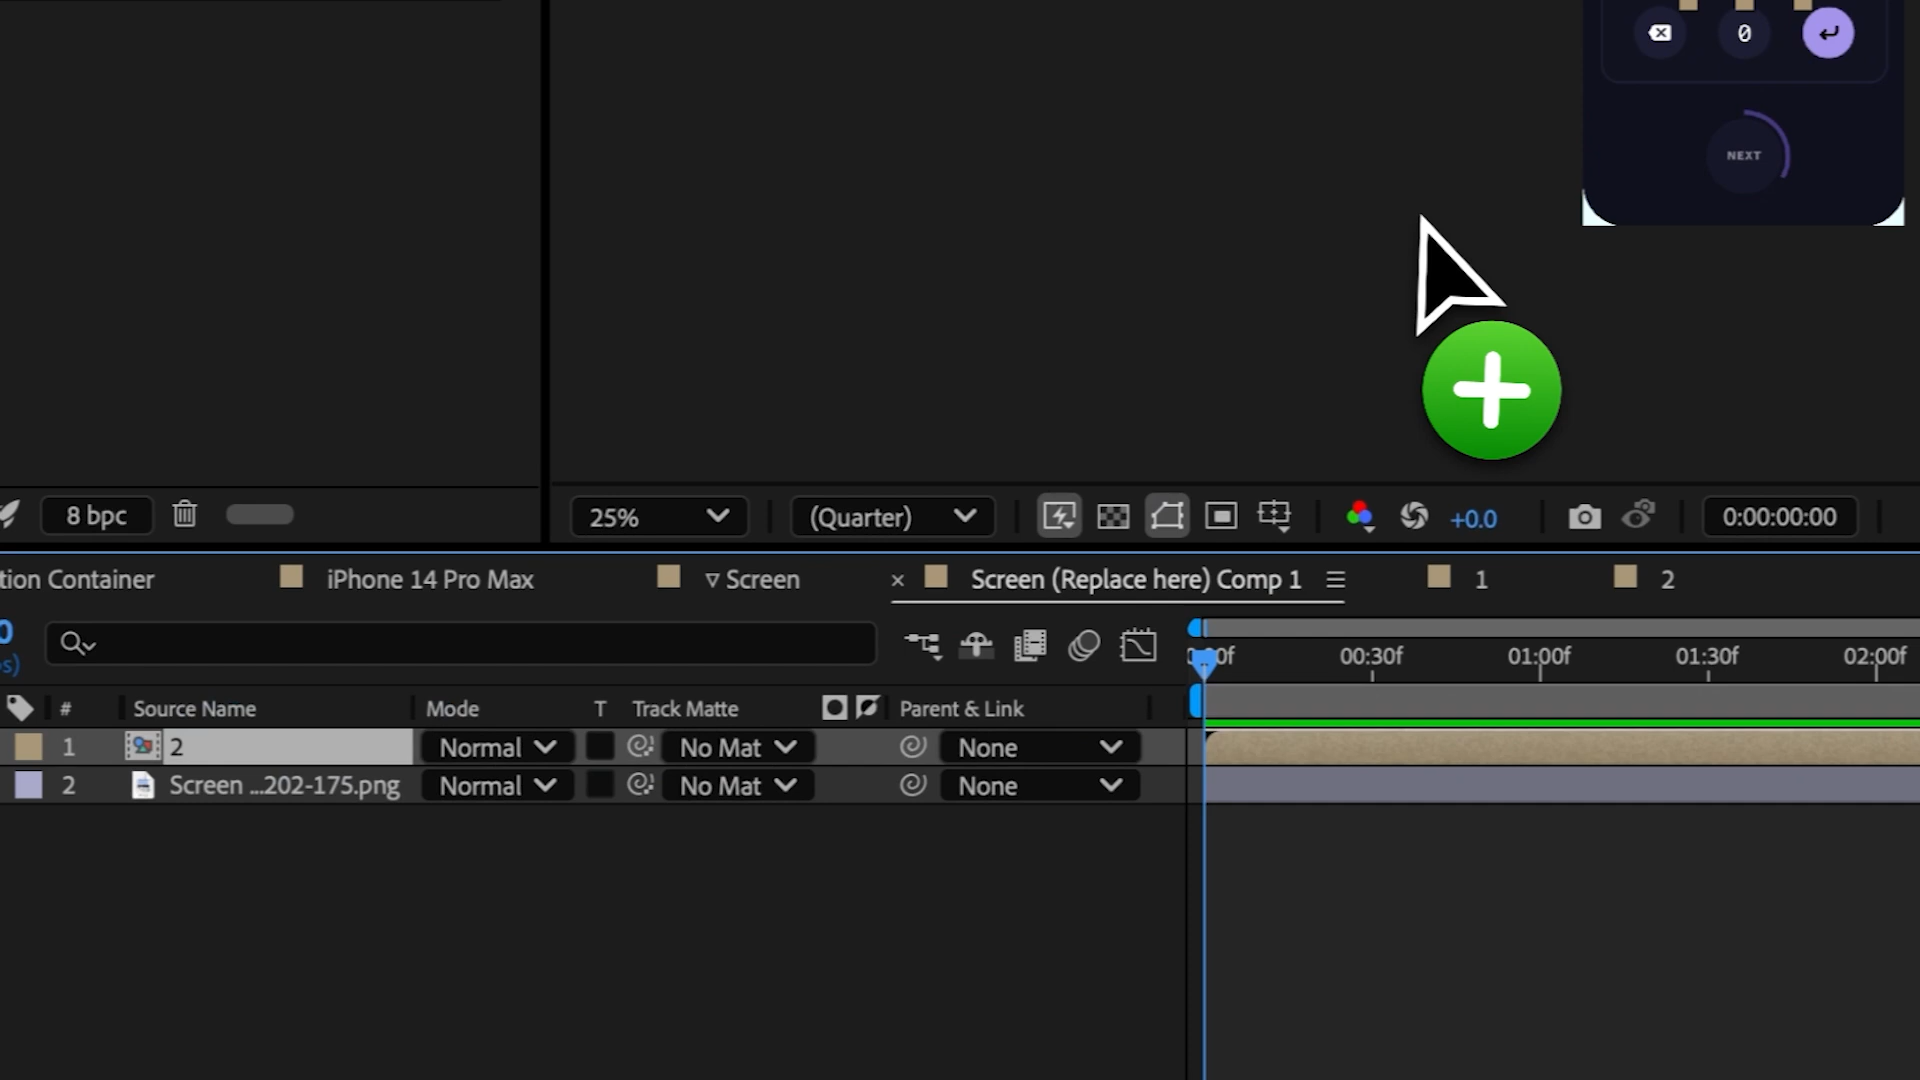 0
NEXT
8 bpc
25%
(Quarter)
+0.0
0:00:00:00
tion Container
iPhone 14 Pro Max
Screen
Screen (Replace here) Comp 1
1
2
0
s)
00:30f
01:00f
01:30f
02:00f
#
Source Name
Mode
T
Track Matte
Parent & Link
1
2
Normal
No Mat
None
2
Screen ...202-175.png
Normal
No Mat
None